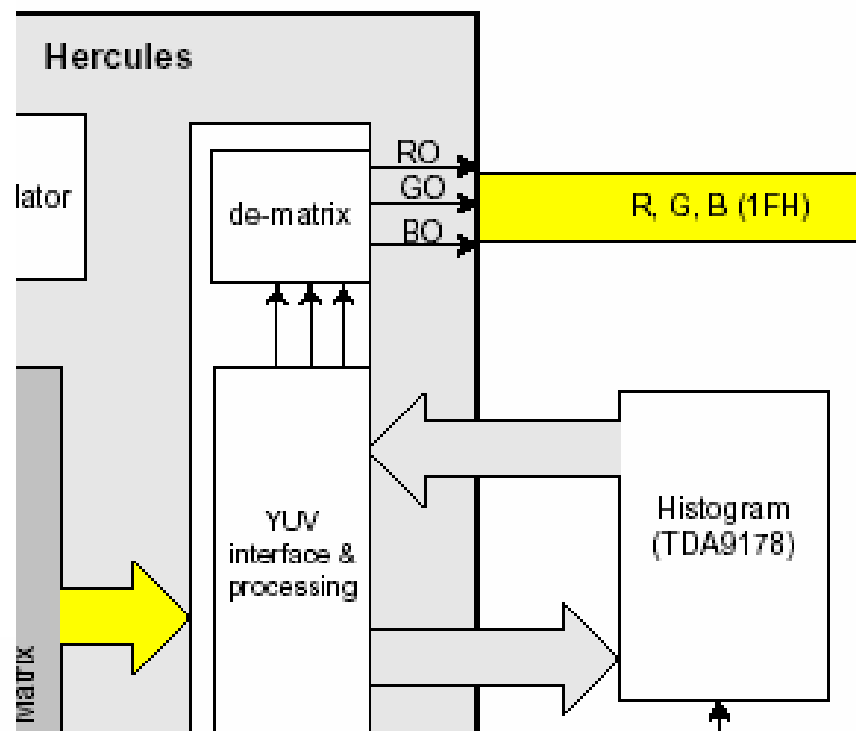 Hercules
lator
de-matrix
RO
GO
BO
R, G, B (1FH)
YUV
interface &
processing
Histogram
(TDA9178)
Matrix